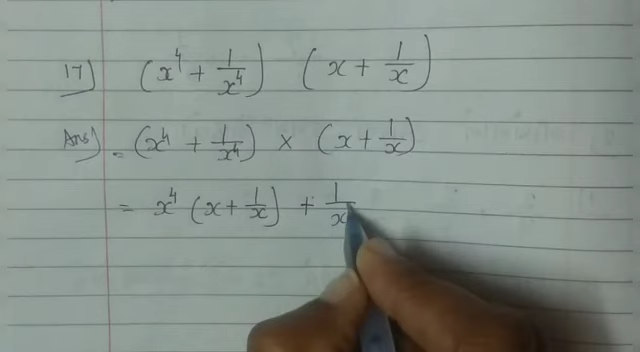 17) (x⁴ + 1/x⁴) (x + 1/x)
Ans) = (x⁴ + 1/x⁴) × (x + 1/x)
= x⁴ (x + 1/x) + 1/x